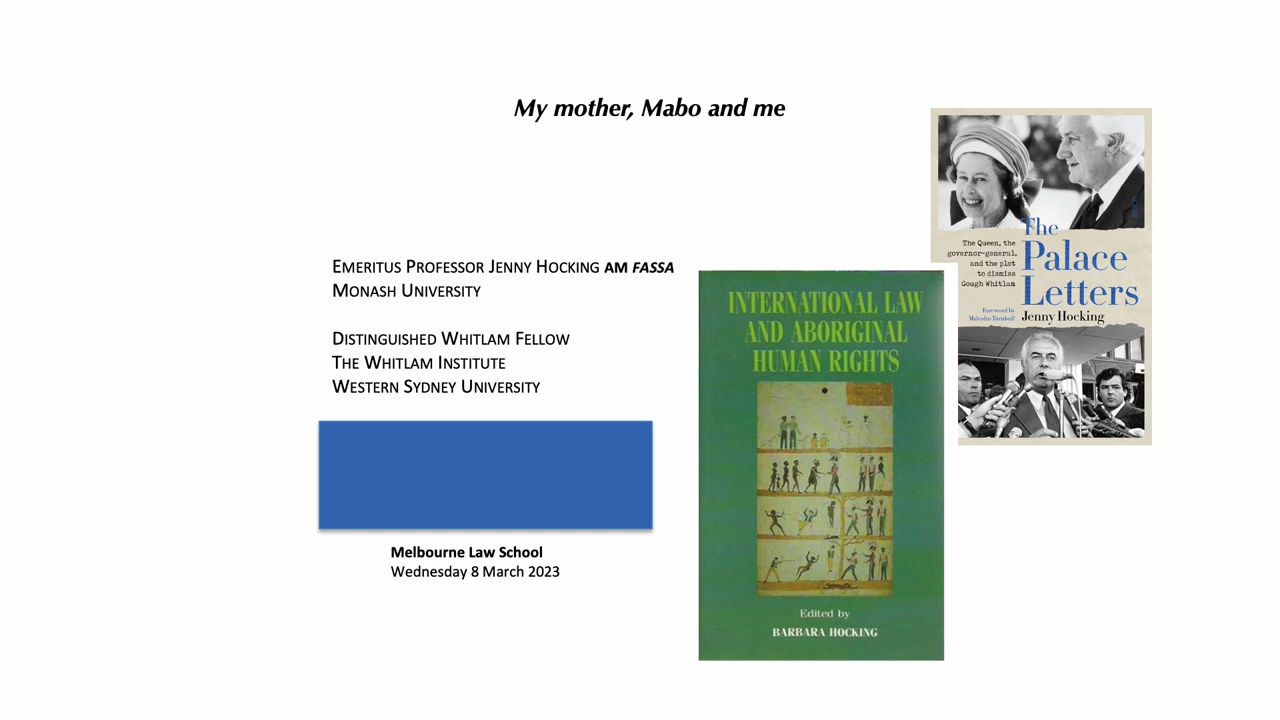 My mother, Mabo and me
EMERITUS PROFESSOR JENNY HOCKING AM FASSA
MONASH UNIVERSITY
DISTINGUISHED WHITLAM FELLOW
THE WHITLAM INSTITUTE
WESTERN SYDNEY UNIVERSITY
Melbourne Law School
Wednesday 8 March 2023
INTERNATIONAL LAW
AND ABORIGINAL
HUMAN RIGHTS
Edited by
BARBARA HOCKING
The Queen, the
governor-general,
and the plot
to dismiss
Gough Whitlam
The
Palace
Letters
Foreword by
Malcolm Turnbull
Jenny Hocking